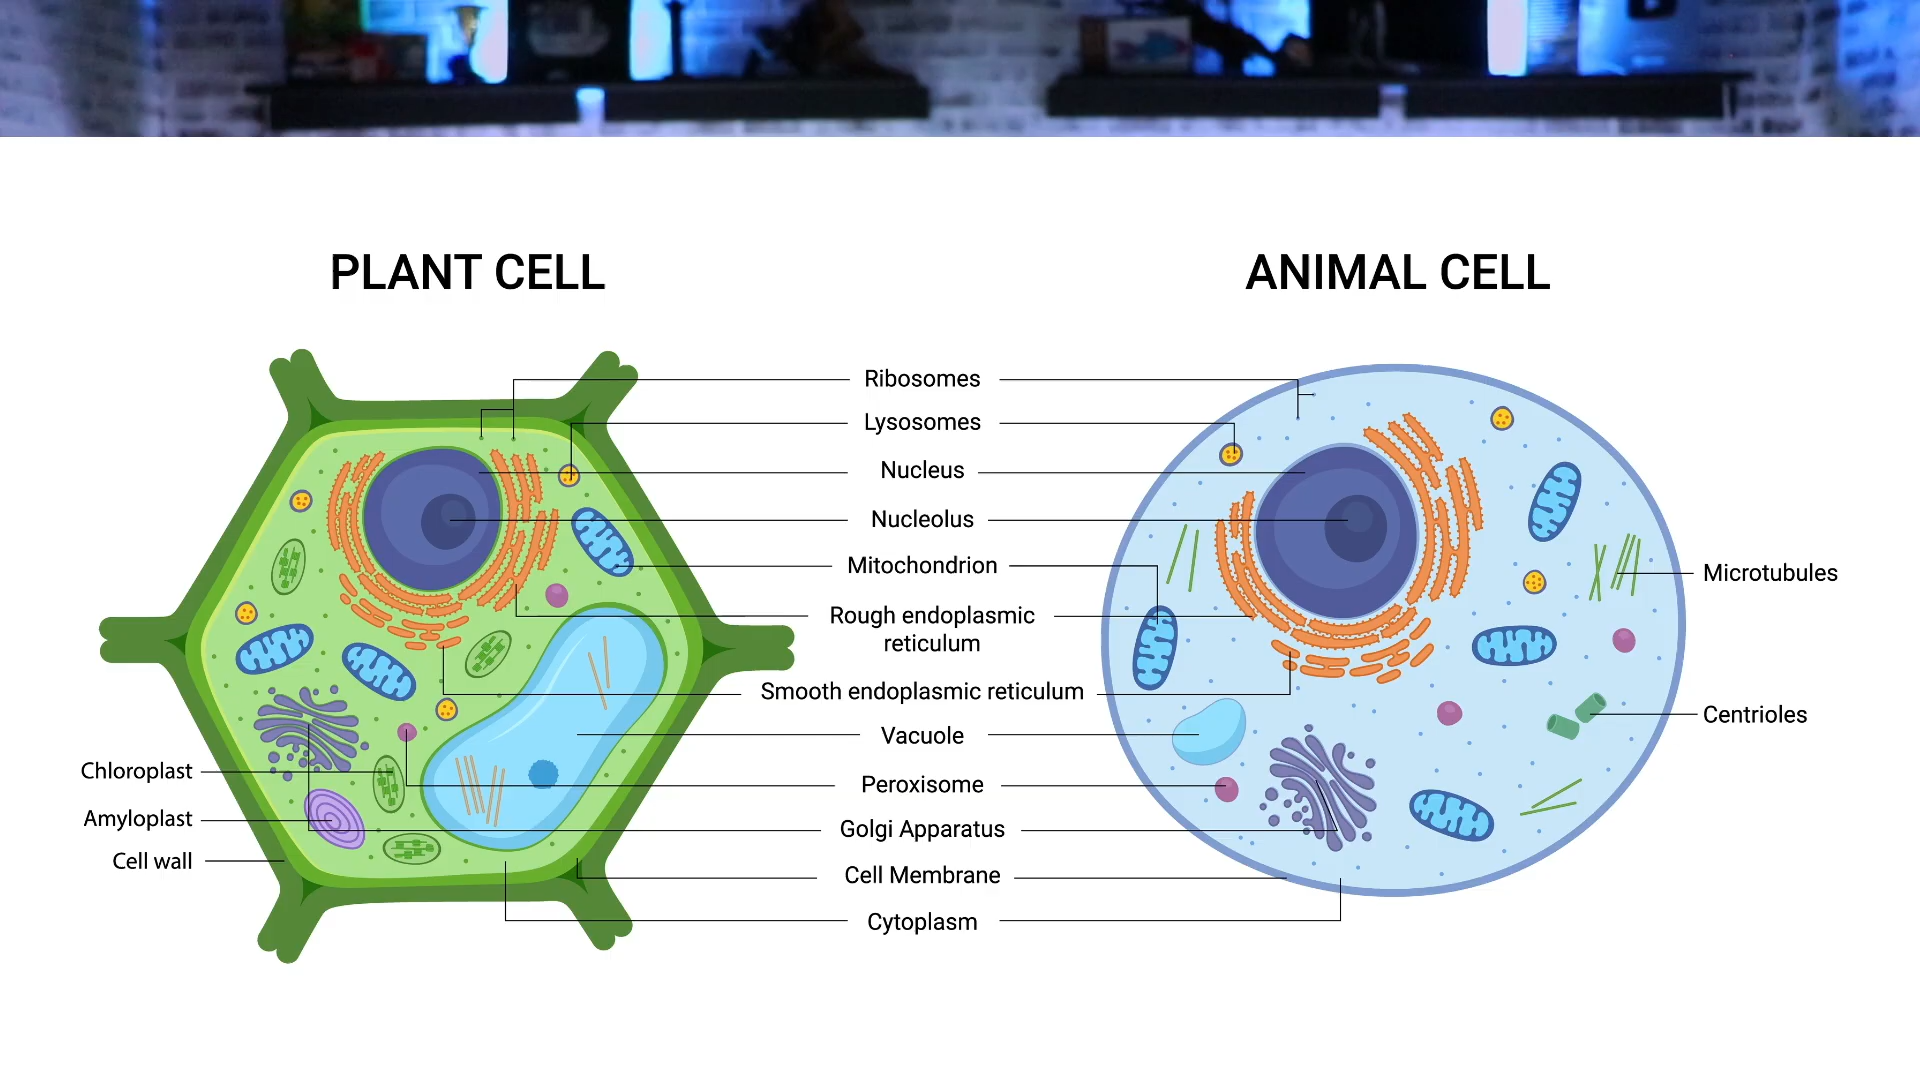 PLANT CELL
ANIMAL CELL
Ribosomes
Lysosomes
Nucleus
Nucleolus
Mitochondrion
Rough endoplasmic
reticulum
Smooth endoplasmic reticulum
Vacuole
Peroxisome
Golgi Apparatus
Cell Membrane
Cytoplasm
Chloroplast
Amyloplast
Cell wall
Microtubules
Centrioles